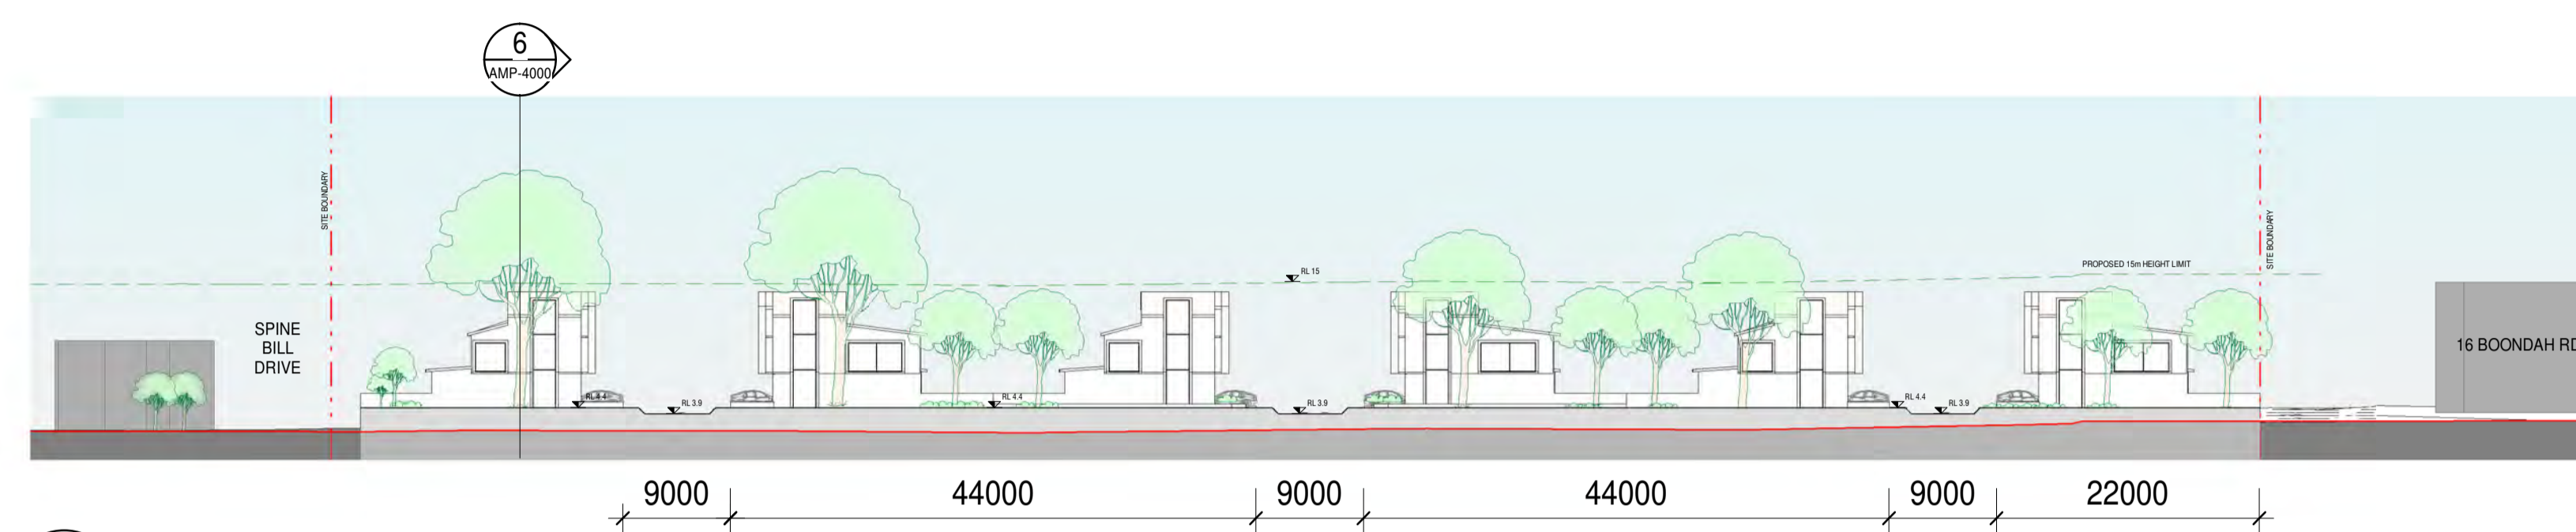 6
AMP-4000
SITE BOUNDARY
SITE BOUNDARY
PROPOSED 15m HEIGHT LIMIT
RL 15
SPINE
BILL
DRIVE
16 BOONDAH RD
RL 4.4
RL 3.9
RL 4.4
RL 3.9
RL 4.4
RL 3.9
9000
44000
9000
44000
9000
22000